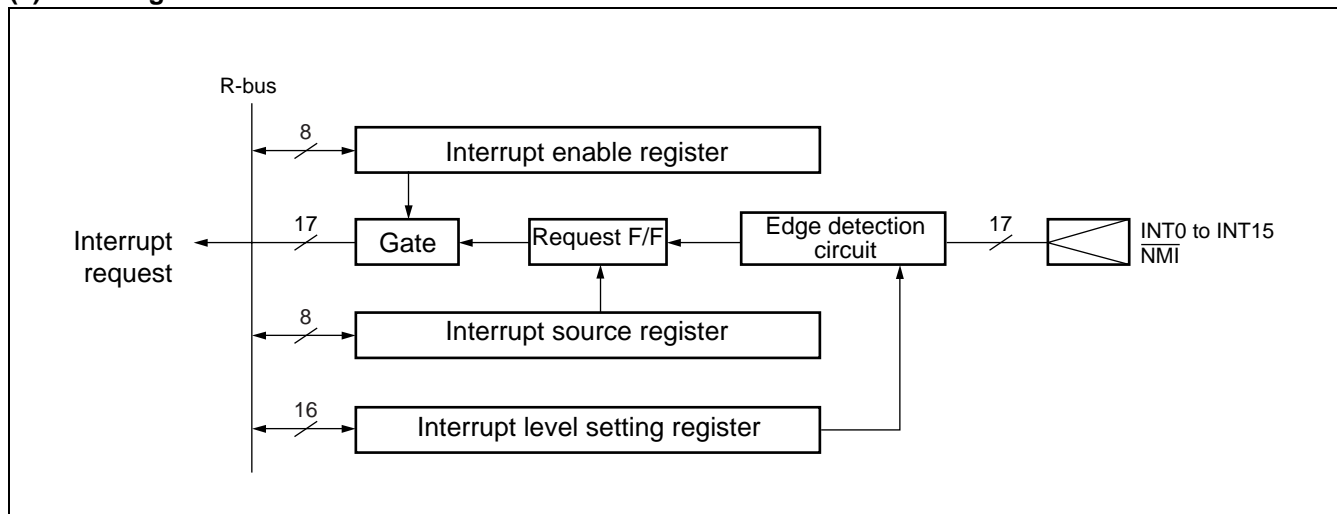 R-bus
8
Interrupt enable register
Interrupt
request
17
Gate
Request F/F
Edge detection
circuit
17
INT0 to INT15
NMI
8
Interrupt source register
16
Interrupt level setting register